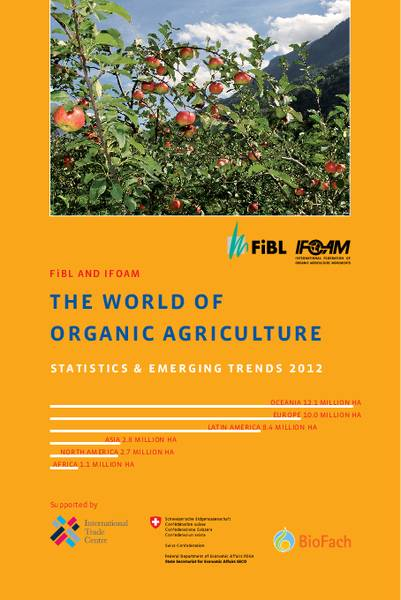 FiBL
IFOAM
INTERNATIONAL FEDERATION OF
ORGANIC AGRICULTURE MOVEMENTS
FiBL AND IFOAM
THE WORLD OF
ORGANIC AGRICULTURE
STATISTICS & EMERGING TRENDS 2012
OCEANIA 12.1 MILLION HA
EUROPE 10.0 MILLION HA
LATIN AMERICA 8.4 MILLION HA
ASIA 2.8 MILLION HA
NORTH AMERICA 2.7 MILLION HA
AFRICA 1.1 MILLION HA
Supported by
International
Trade
Centre
Schweizerische Eidgenossenschaft
Confédération suisse
Confederazione Svizzera
Confederaziun svizra
Swiss Confederation
Federal Department of Economic Affairs FDEA
State Secretariat for Economic Affairs SECO
BioFach